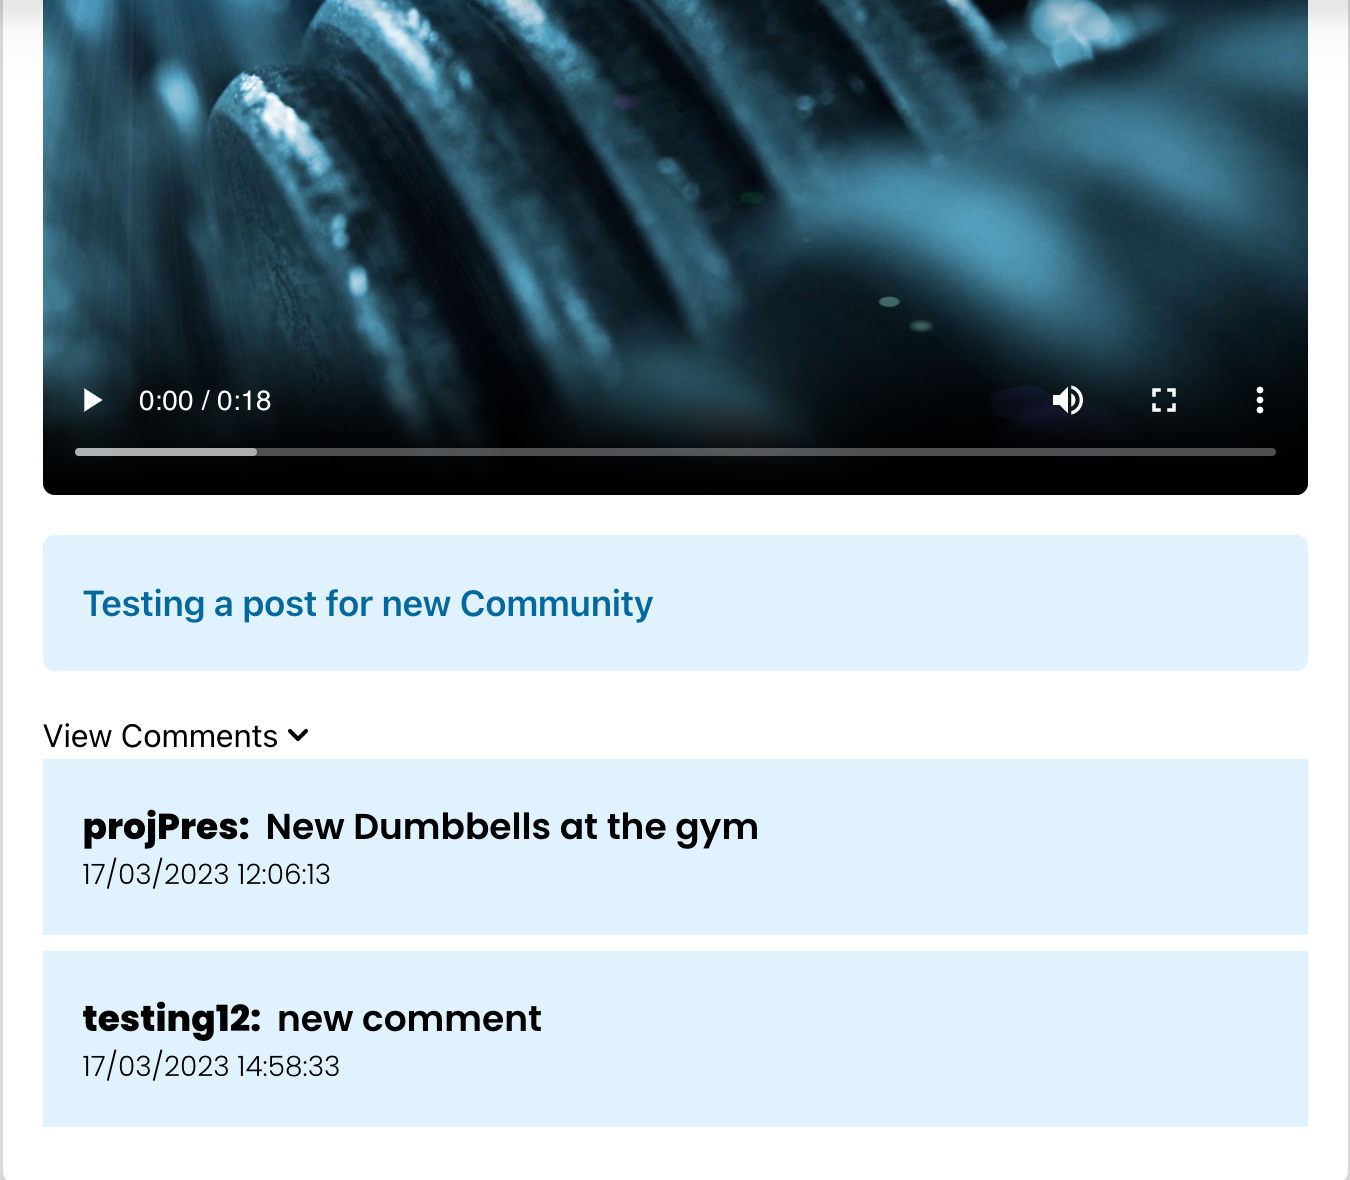 0:00 / 0:18
Testing a post for new Community
View Comments
projPres: New Dumbbells at the gym
17/03/2023 12:06:13
testing12: new comment
17/03/2023 14:58:33